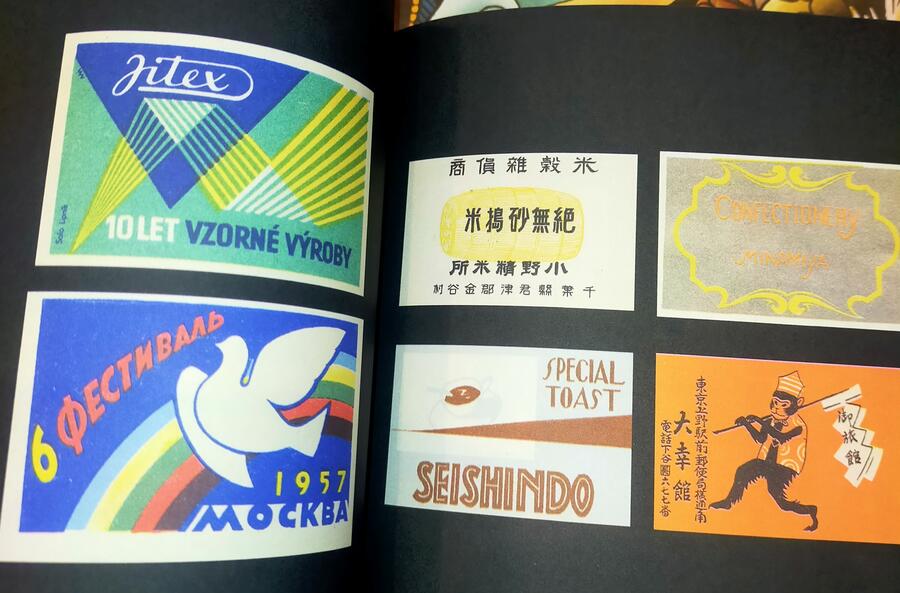 Jitex
10 LET VZORNÉ VÝROBY
6 ФЕСТИВАЛЬ
1957
МОСКВА
米穀雜貨商
絶無砂搗米
小野精米所
千葉縣君津郡金谷村
CONFECTIONERY
SPECIAL
TOAST
SEISHINDO
御旅館
東京上野駅前郵便局横通
大幸館
電話下谷六七七番